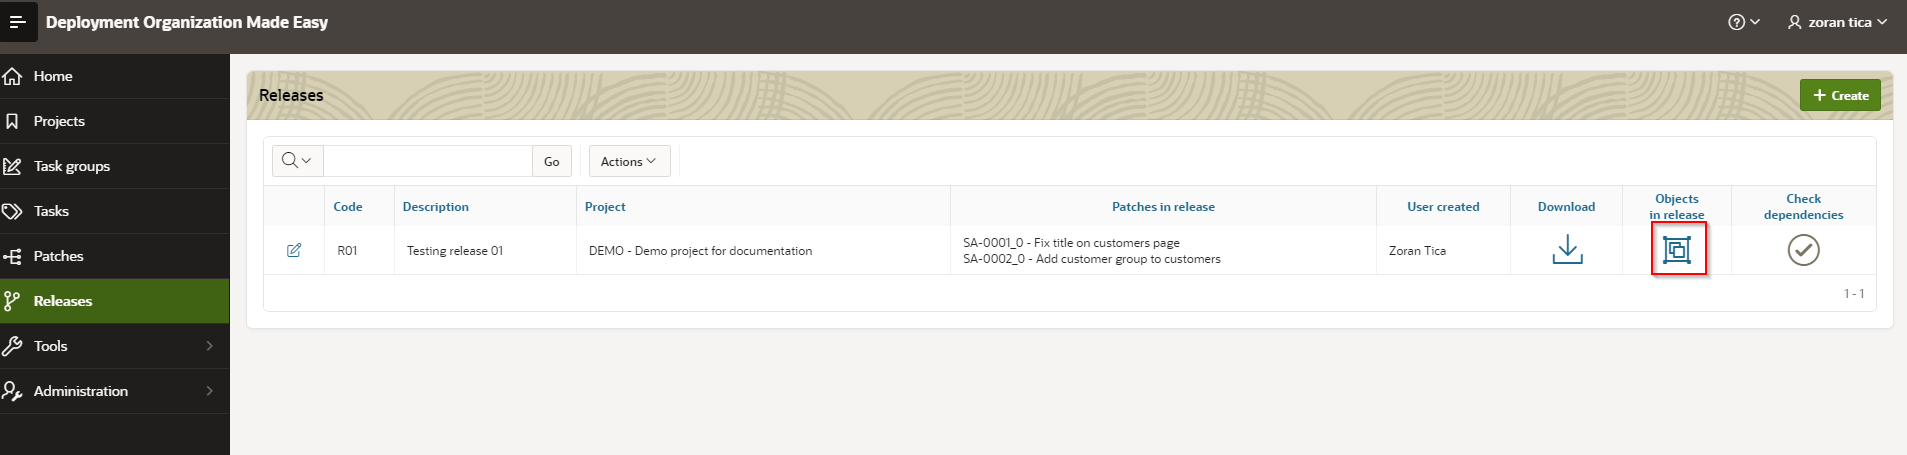 Deployment Organization Made Easy
zoran tica
Home
Projects
Task groups
Tasks
Patches
Releases
Tools
Administration
Releases
+ Create
Go
Actions
Code
Description
Project
Patches in release
User created
Download
Objects
in release
Check
dependencies
R01
Testing release 01
DEMO - Demo project for documentation
SA-0001_0 - Fix title on customers page
SA-0002_0 - Add customer group to customers
Zoran Tica
1 - 1